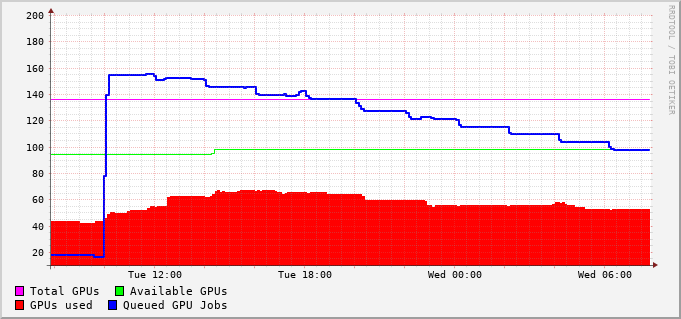 200
180
160
140
120
100
80
60
40
20
Tue 12:00 Tue 18:00 Wed 00:00 Wed 06:00
Total GPUs Available GPUs
GPUs used Queued GPU Jobs
RRDTOOL / TOBI OETIKER